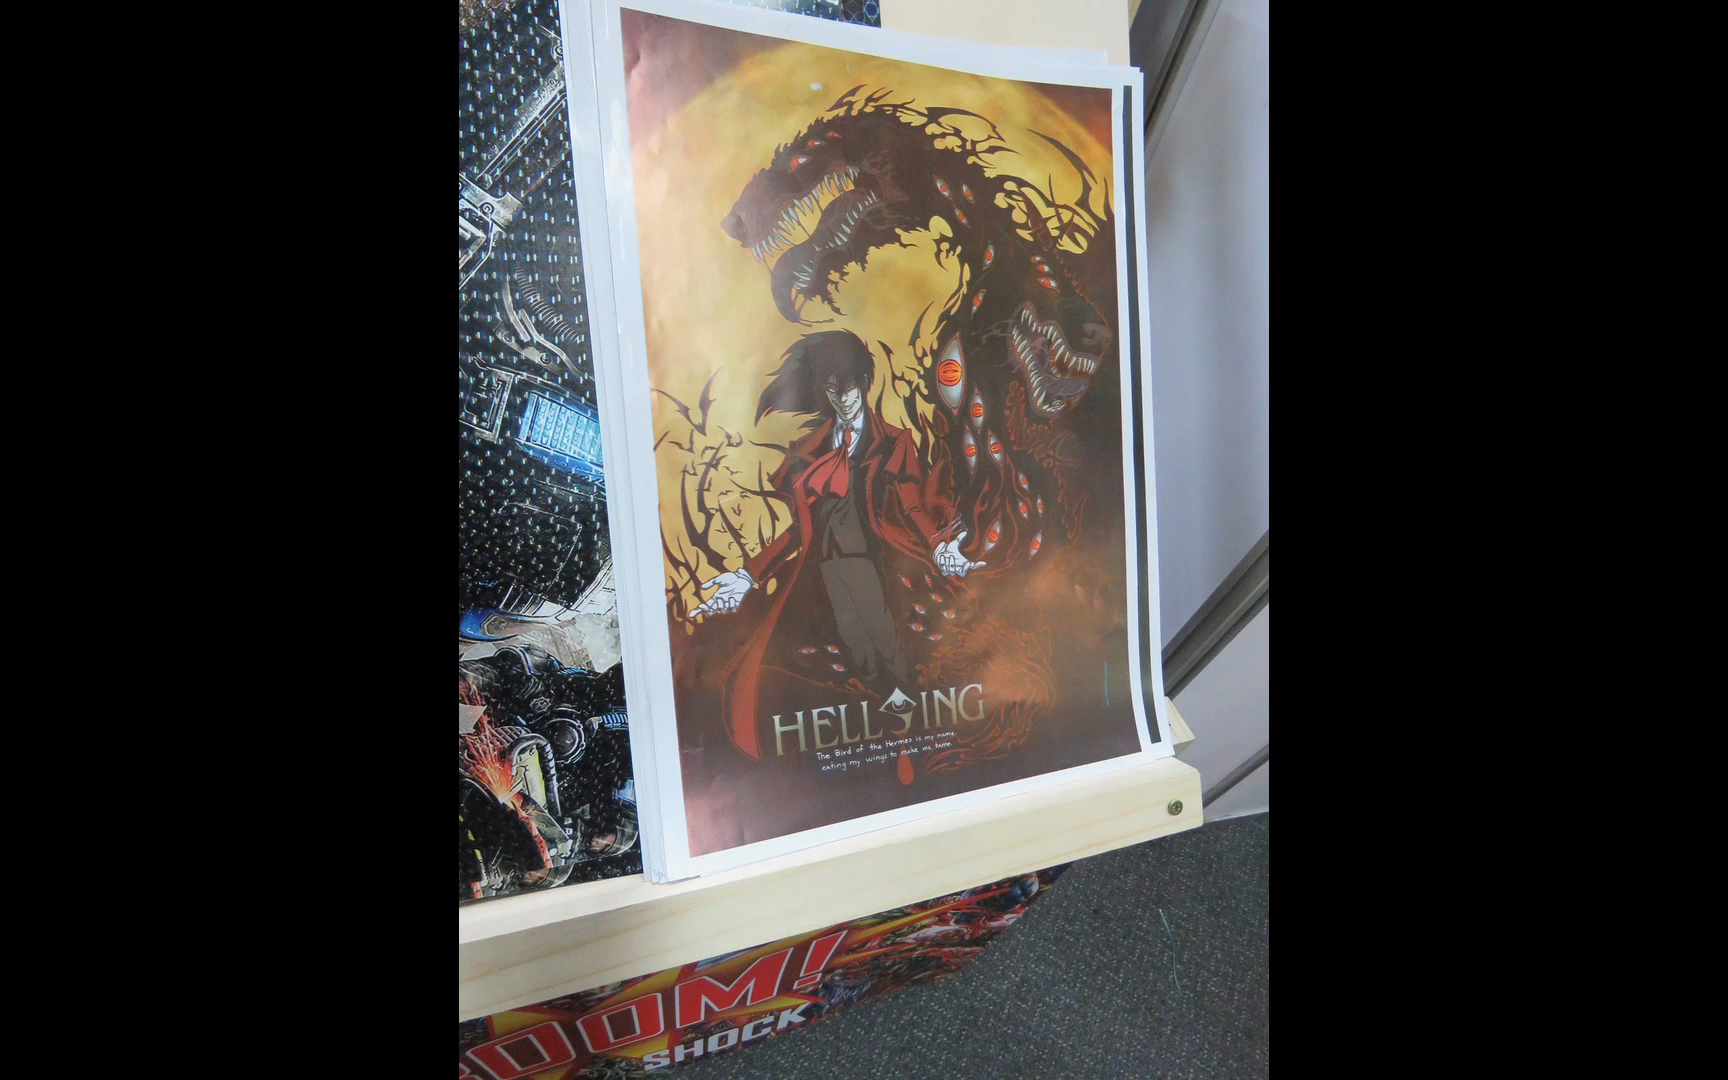 HELLSING
The Bird of the Hermes is my name.
eating my wings to make me tame.
OOM!
SHOCK